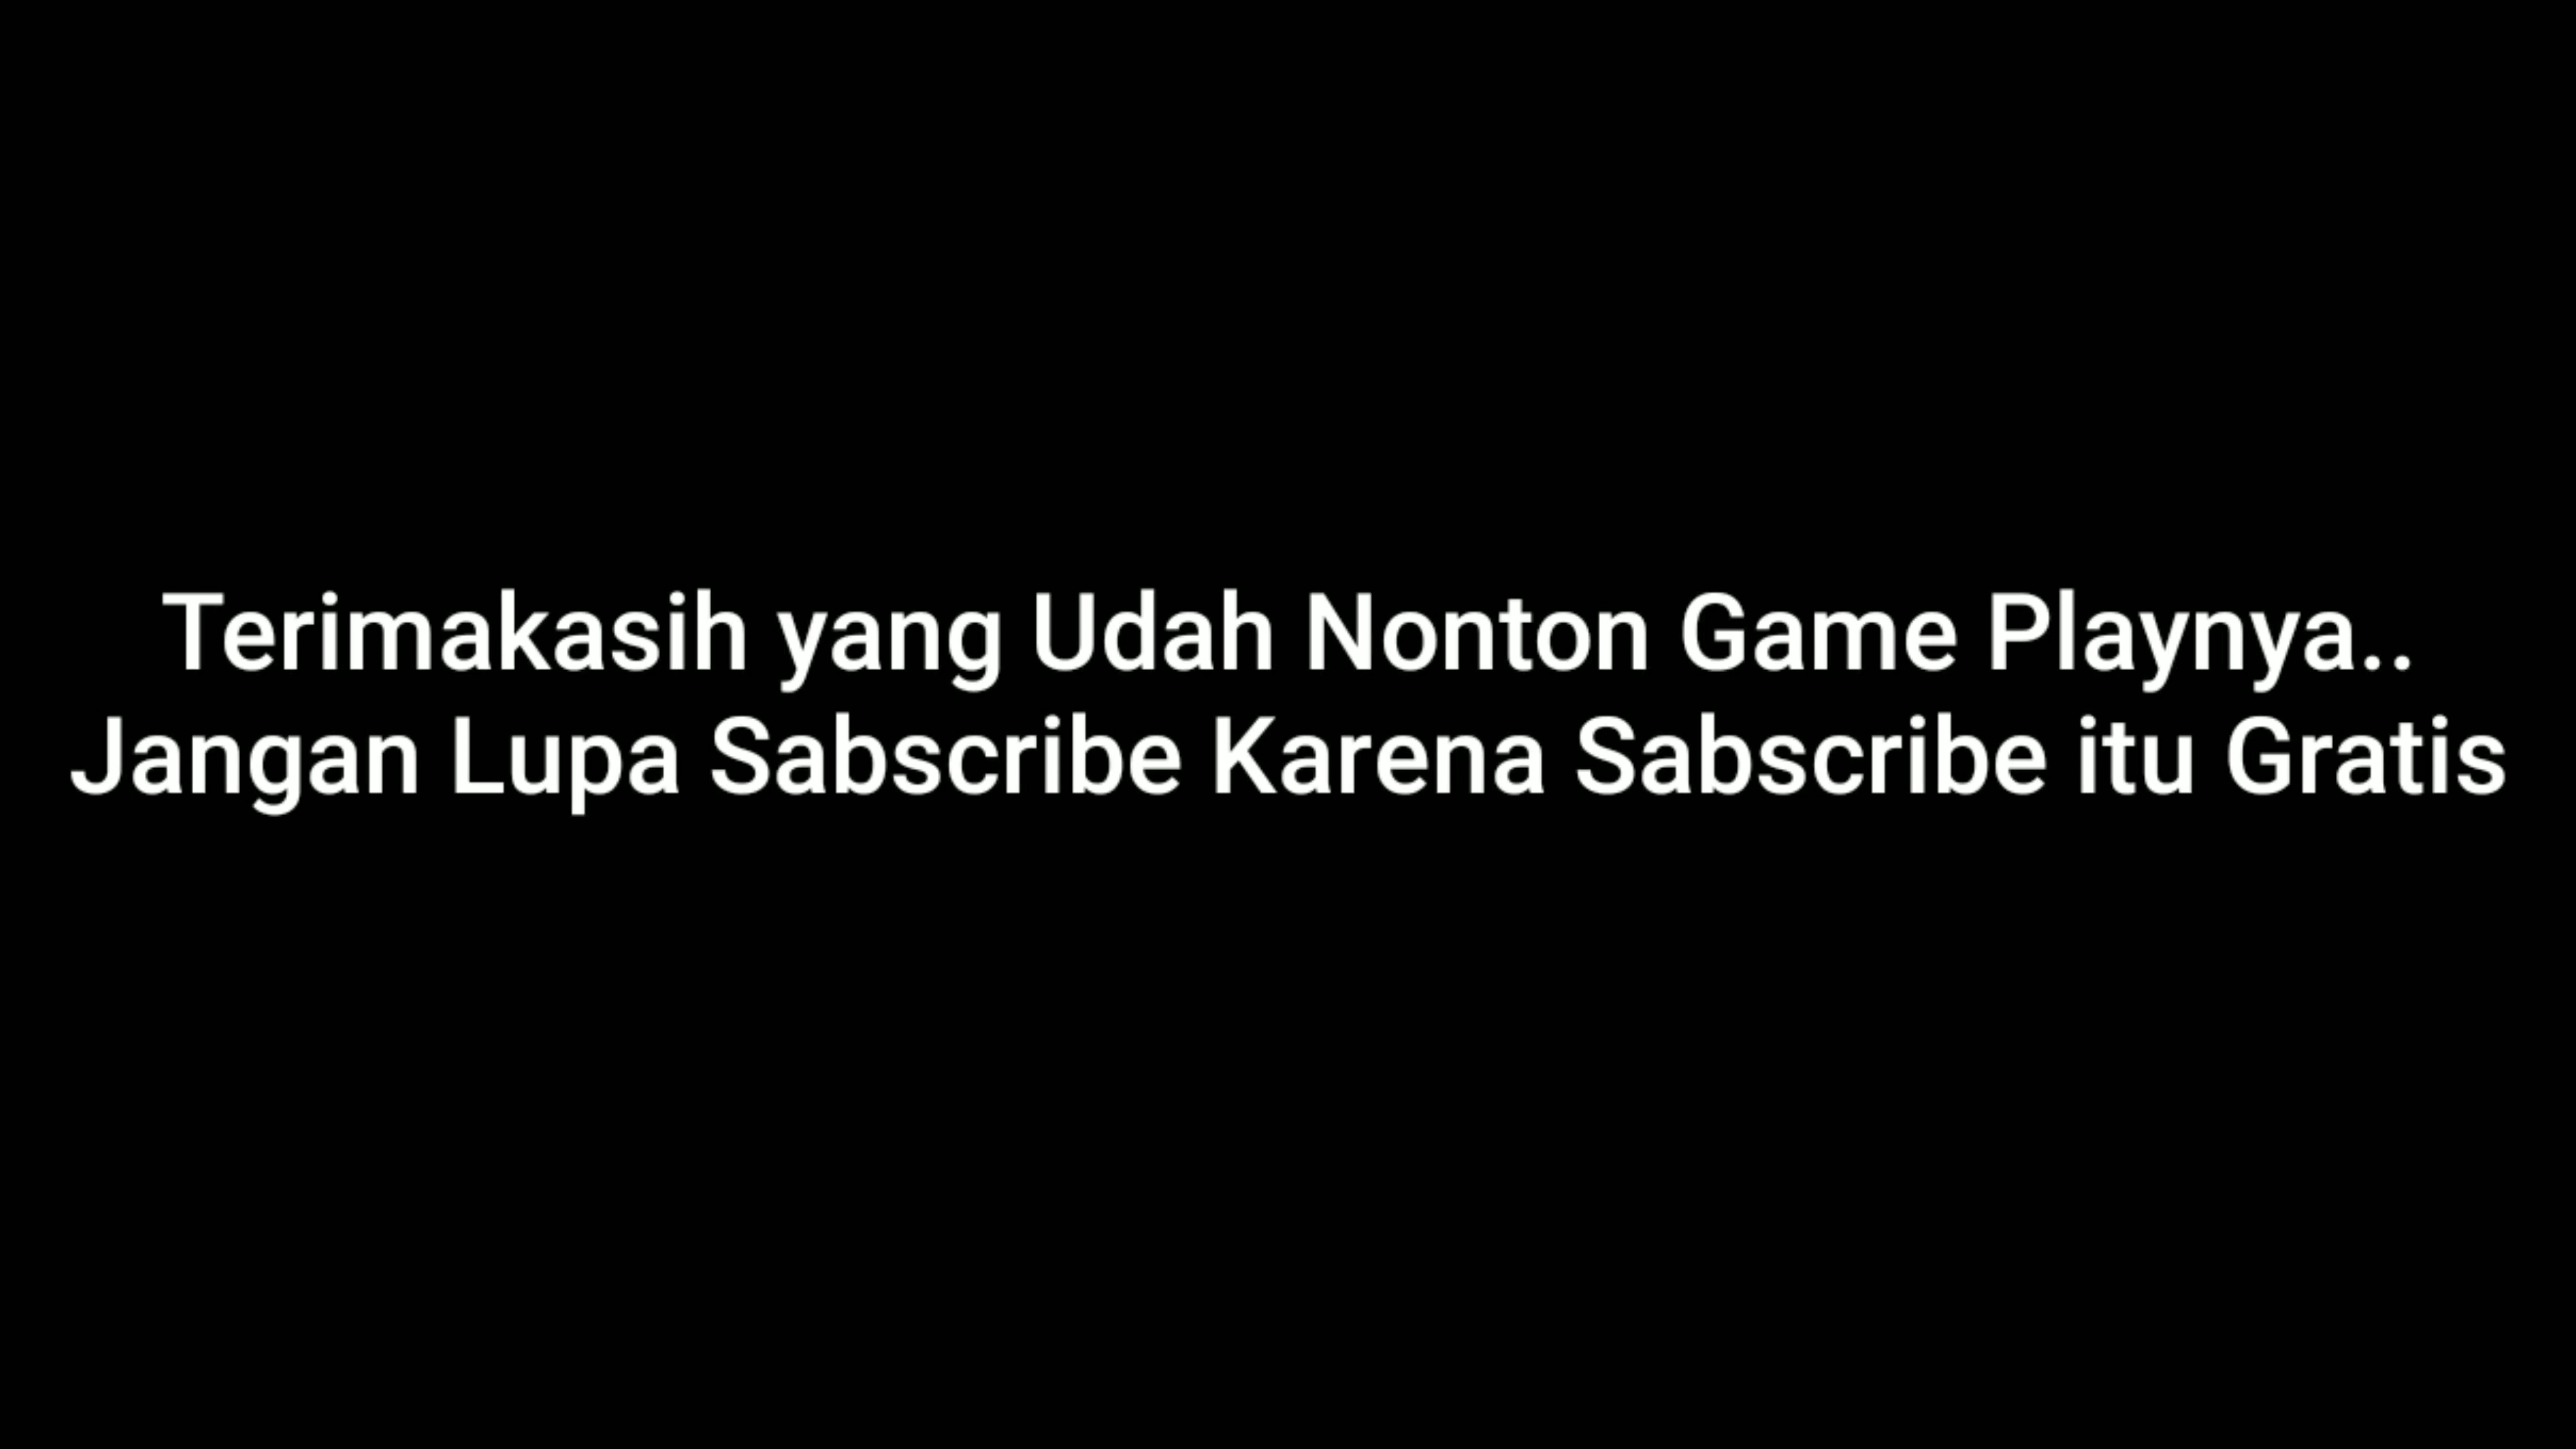 Terimakasih yang Udah Nonton Game Playnya..
Jangan Lupa Sabscribe Karena Sabscribe itu Gratis